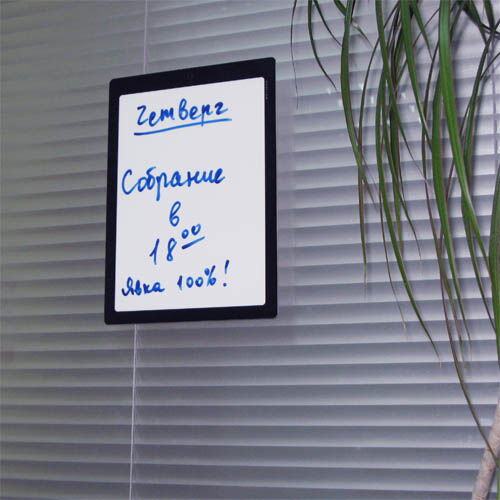 Четверг
Собрание
в
18⁰⁰
Явка 100%!